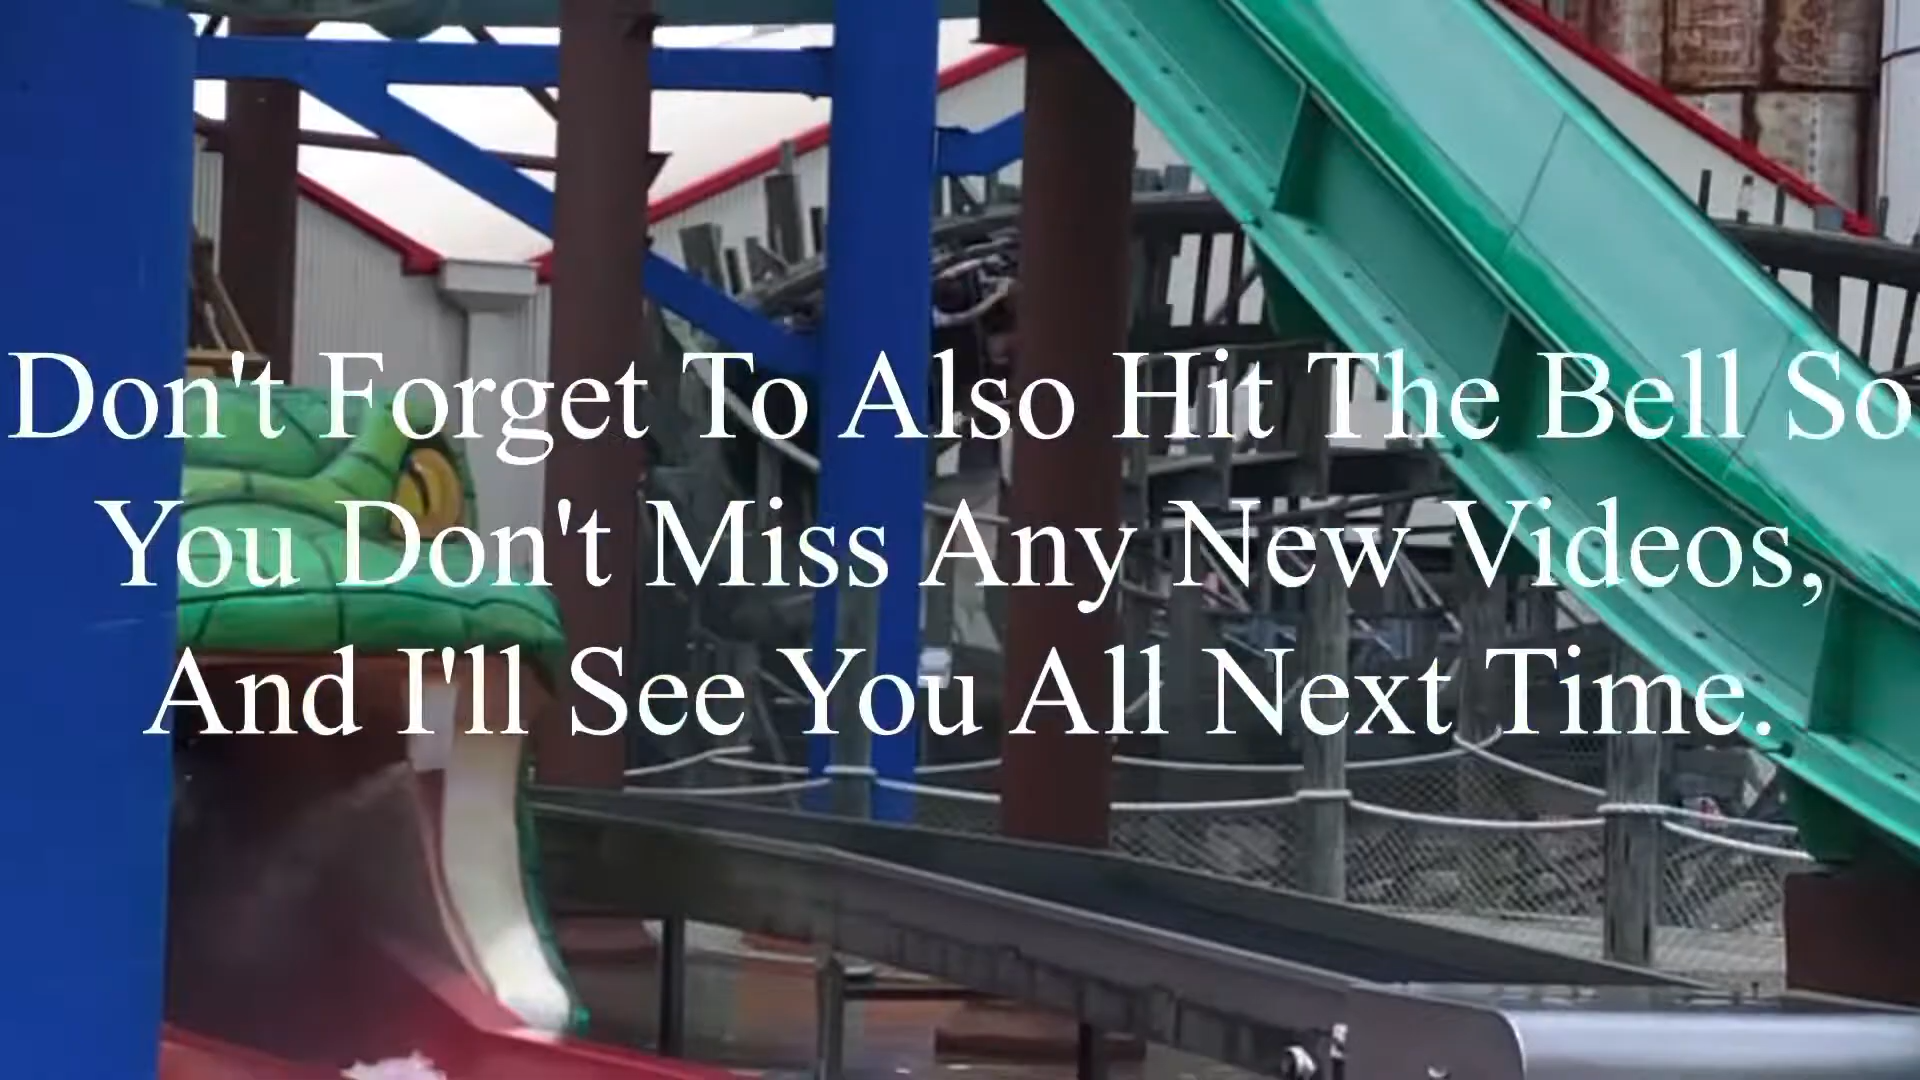 Don't Forget To Also Hit The Bell So
You Don't Miss Any New Videos,
And I'll See You All Next Time.